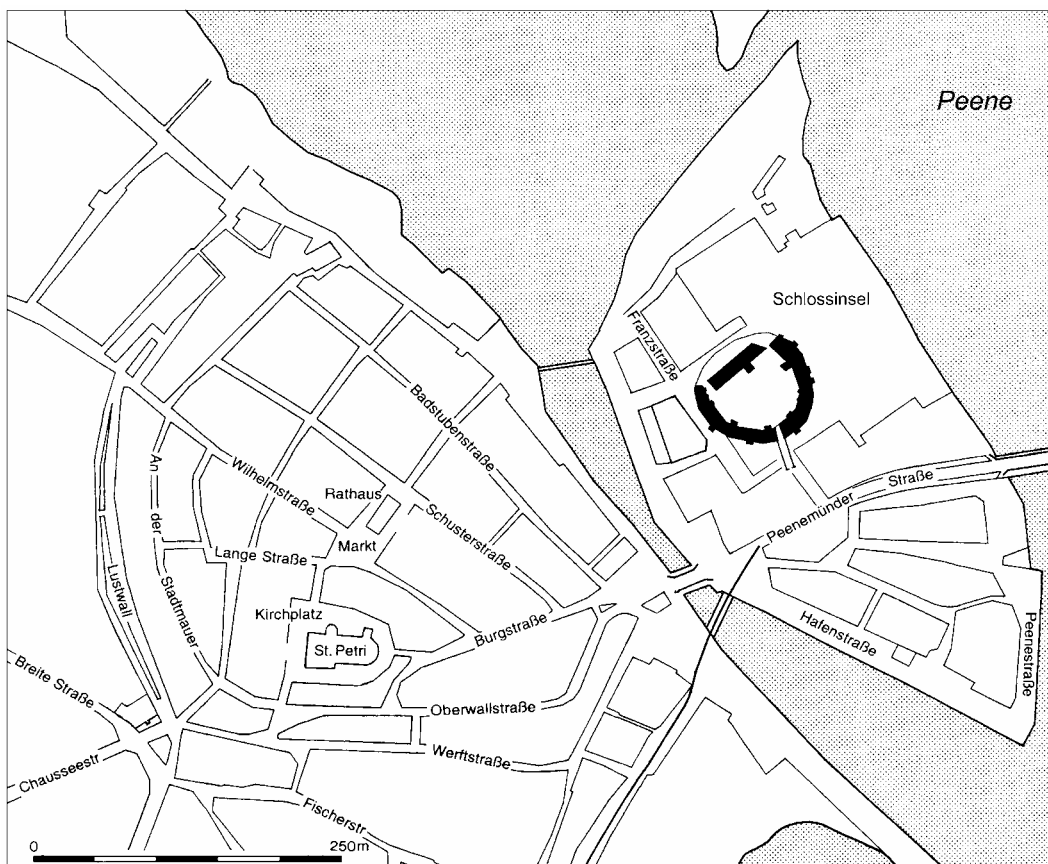 Peene
Schlossinsel
Franzstraße
Badstubenstraße
Wilhelmstraße
Rathaus
Schusterstraße
Peenemünder Straße
An der Stadtmauer
Markt
Lange Straße
Lustwall
Kirchplatz
Burgstraße
Hafenstraße
Peenestraße
St. Petri
Breite Straße
Oberwallstraße
Werftstraße
Chausseestr
Fischerstr
0 250m